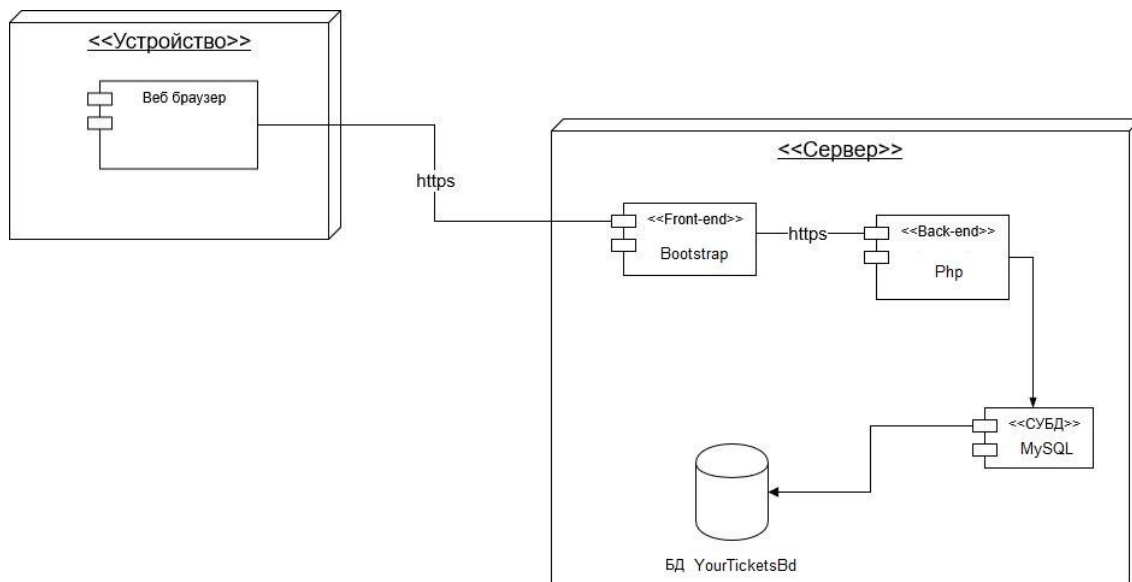 <<Устройство>>
Веб браузер
https
<<Сервер>>
<<Front-end>>
Bootstrap
https
<<Back-end>>
Php
<<СУБД>>
MySQL
БД YourTicketsBd